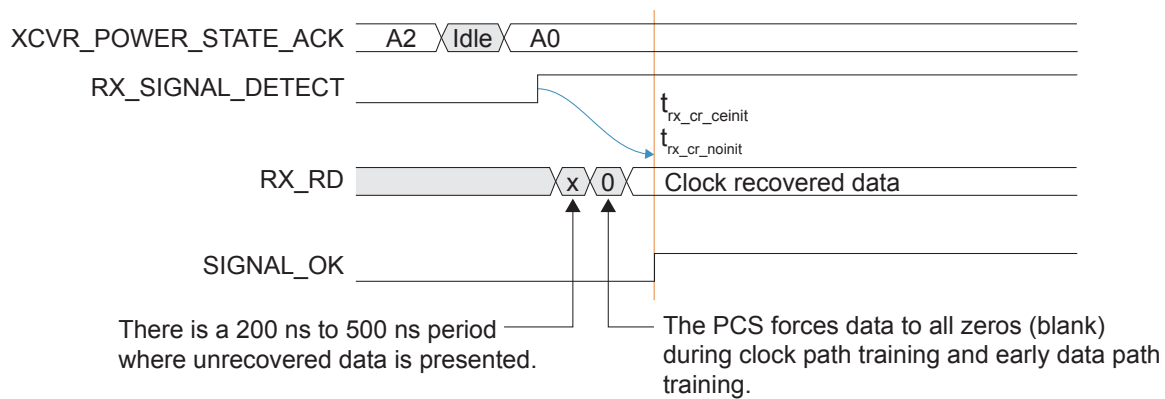 XCVR_POWER_STATE_ACK A2 Idle A0
RX_SIGNAL_DETECT
t_rx_cr_ceinit
t_rx_cr_noinit
RX_RD x 0 Clock recovered data
SIGNAL_OK
There is a 200 ns to 500 ns period
where unrecovered data is presented.
The PCS forces data to all zeros (blank)
during clock path training and early data path
training.